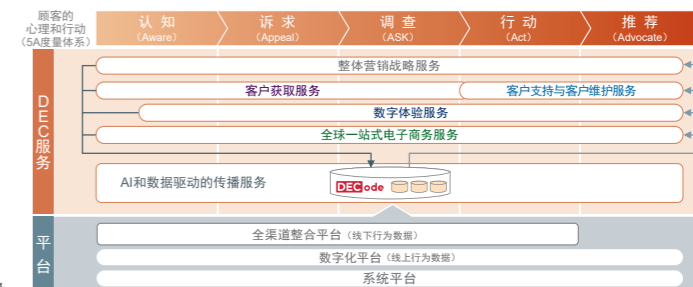 顾客的
心理和行动
（5A度量体系）
认 知
（Aware）
诉 求
（Appeal）
调 查
（ASK）
行 动
（Act）
推 荐
（Advocate）
DEC服务
整体营销战略服务
客户获取服务
客户支持与客户维护服务
数字体验服务
全球一站式电子商务服务
AI和数据驱动的传播服务
DECode
平台
全渠道整合平台（线下行为数据）
数字化平台（线上行为数据）
系统平台